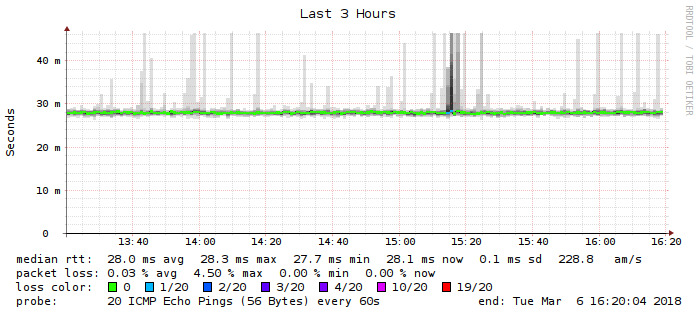 Last 3 Hours
RRDTOOL / TOBI OETIKER
Seconds
40 m
30 m
20 m
10 m
0
13:40 14:00 14:20 14:40 15:00 15:20 15:40 16:00 16:20
median rtt: 28.0 ms avg 28.3 ms max 27.7 ms min 28.1 ms now 0.1 ms sd 228.8 am/s
packet loss: 0.03 % avg 4.50 % max 0.00 % min 0.00 % now
loss color: 0 1/20 2/20 3/20 4/20 10/20 19/20
probe: 20 ICMP Echo Pings (56 Bytes) every 60s end: Tue Mar 6 16:20:04 2018